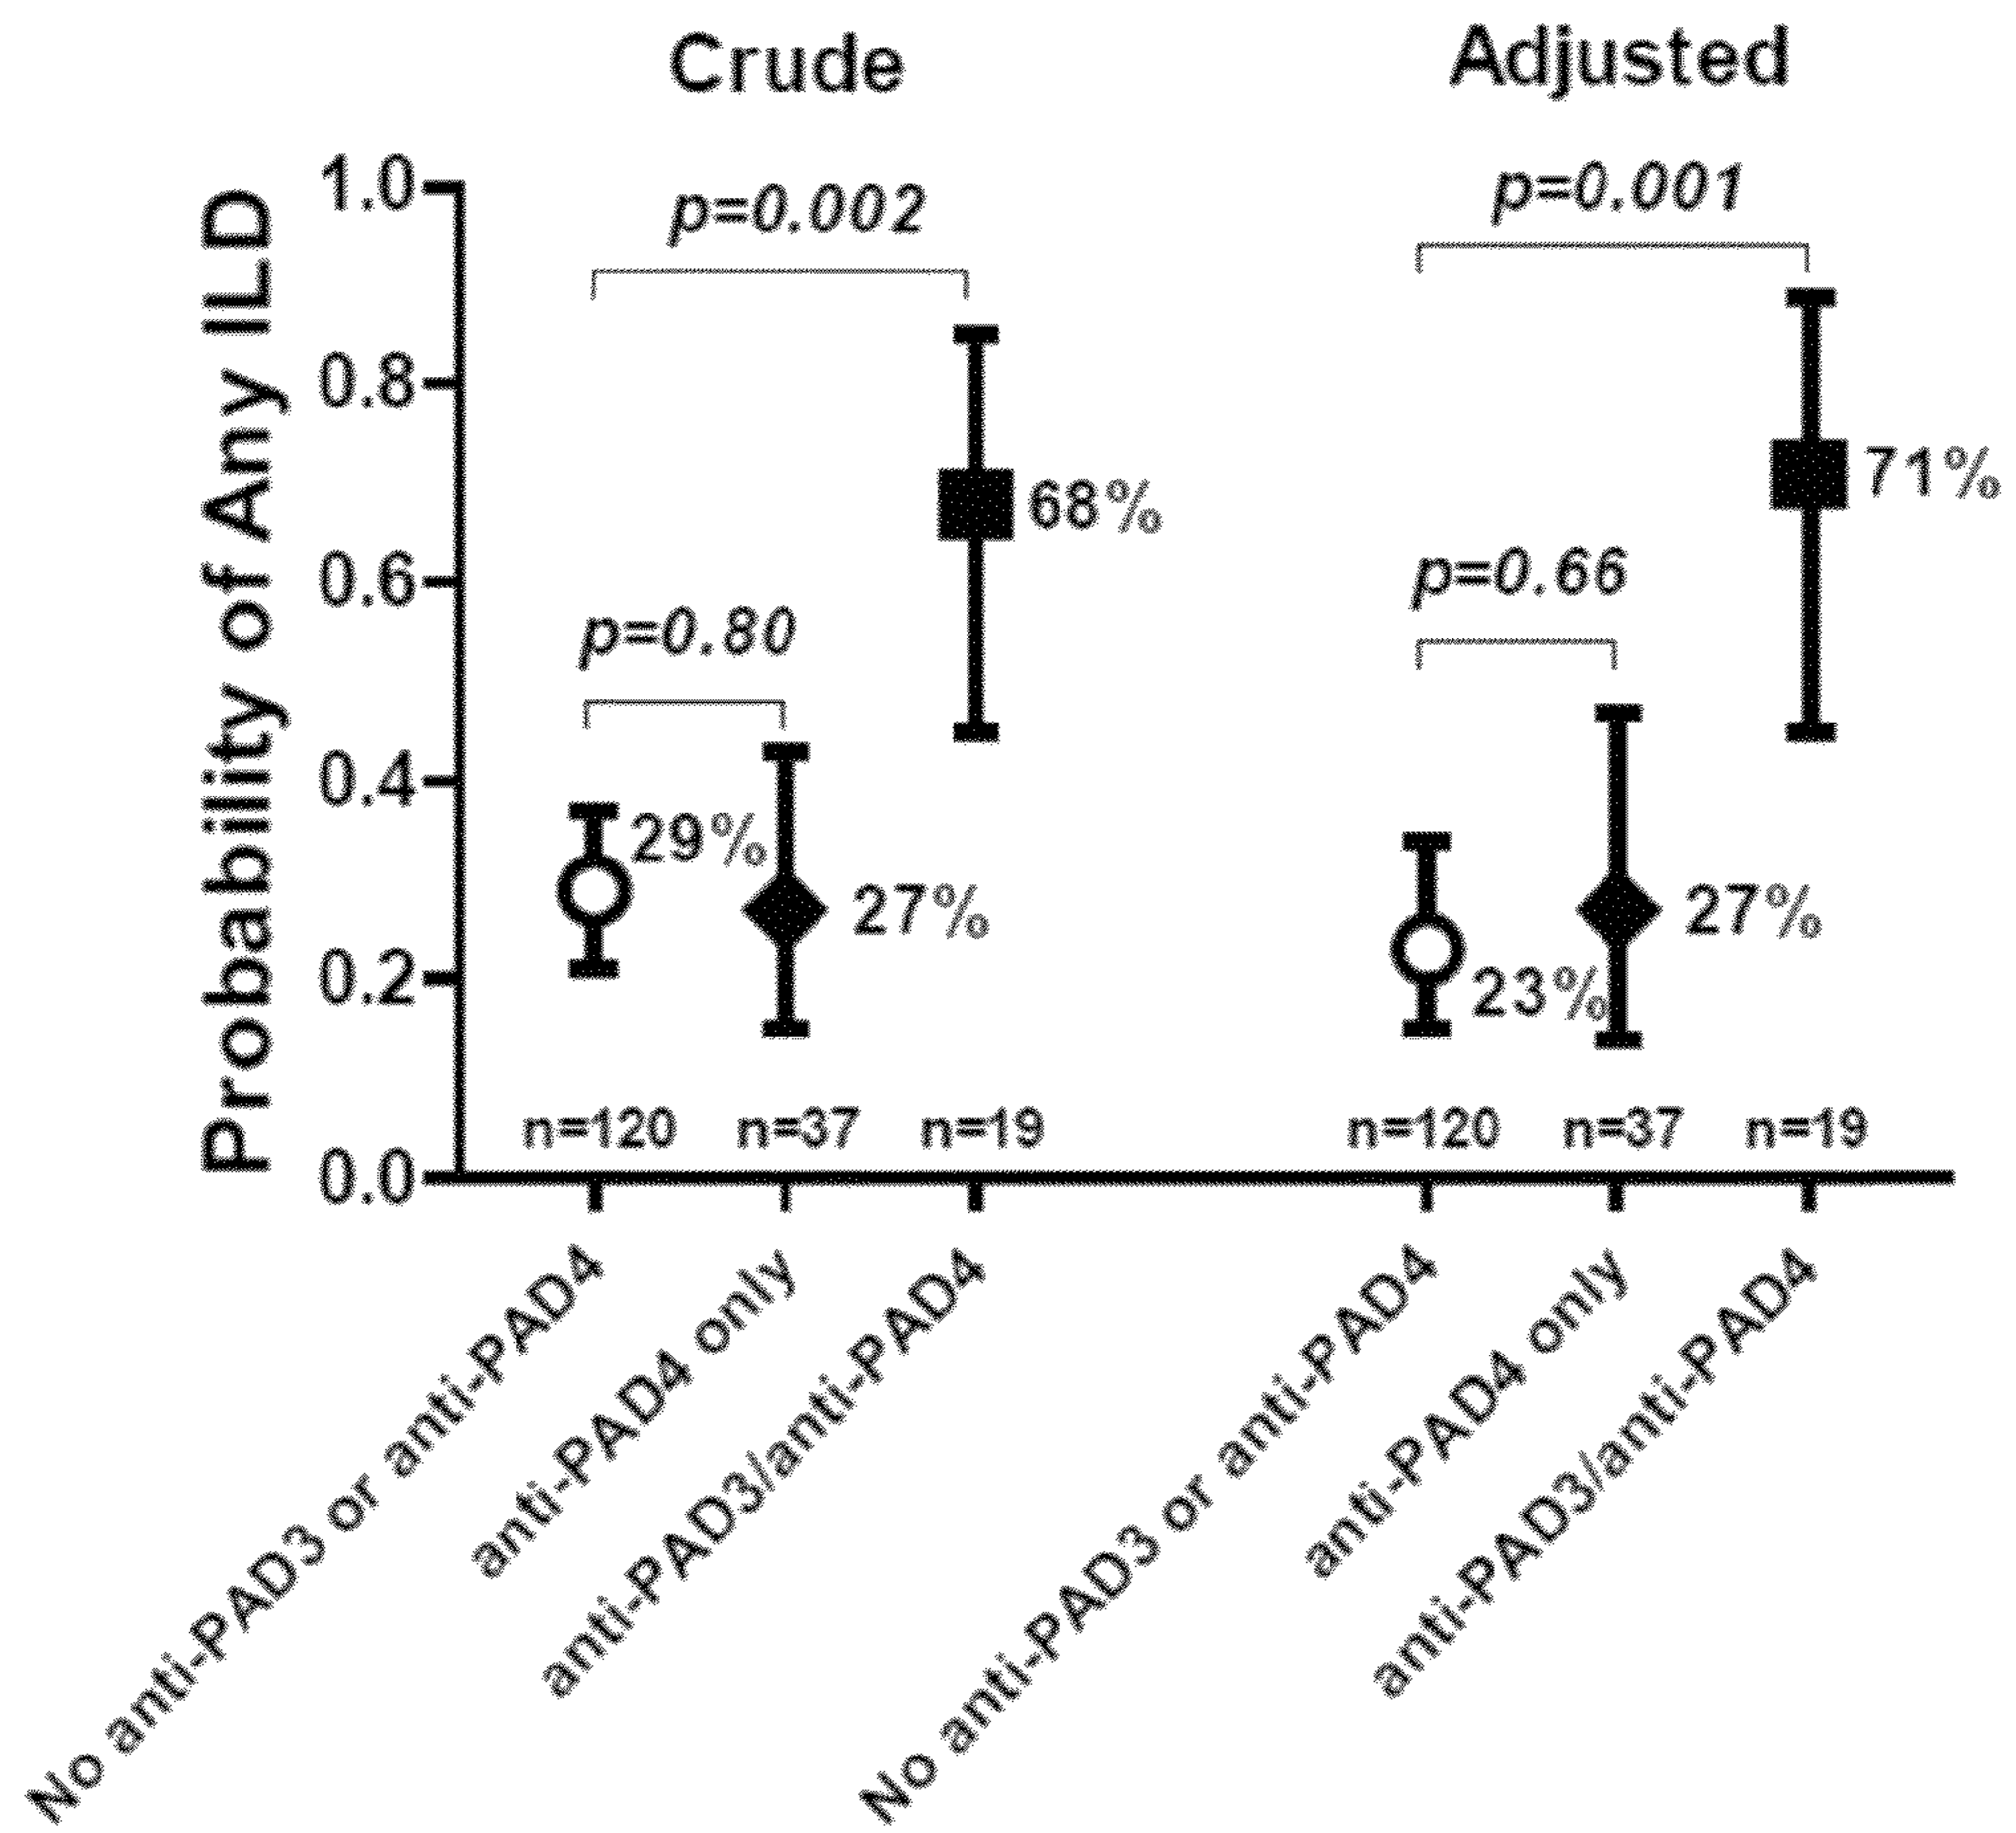 Crude
Adjusted
Probability of Any ILD
1.0
0.8
0.6
0.4
0.2
0.0
p=0.002
p=0.80
29%
27%
68%
n=120
n=37
n=19
p=0.001
p=0.66
23%
27%
71%
n=120
n=37
n=19
No anti-PAD3 or anti-PAD4
anti-PAD4 only
anti-PAD3/anti-PAD4
No anti-PAD3 or anti-PAD4
anti-PAD4 only
anti-PAD3/anti-PAD4